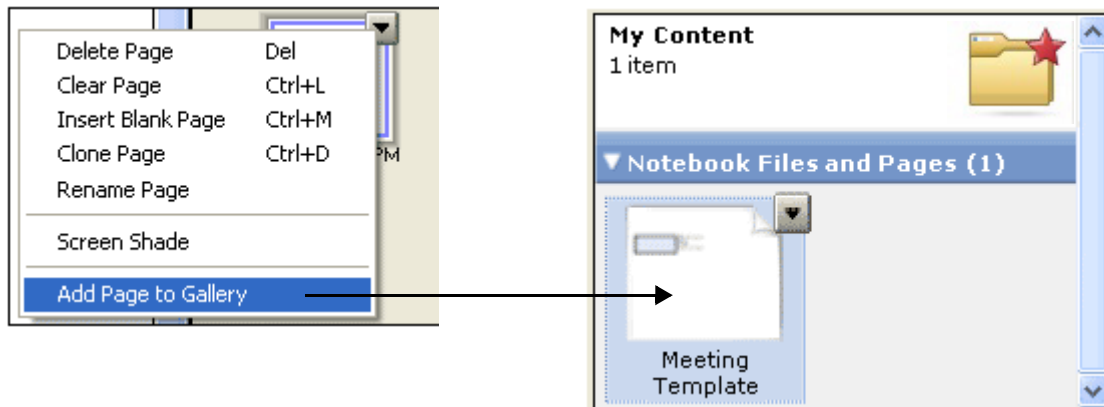 Delete Page Del
Clear Page Ctrl+L
Insert Blank Page Ctrl+M
Clone Page Ctrl+D
PM
Rename Page
Screen Shade
Add Page to Gallery
My Content
1 item
Notebook Files and Pages (1)
Meeting
Template